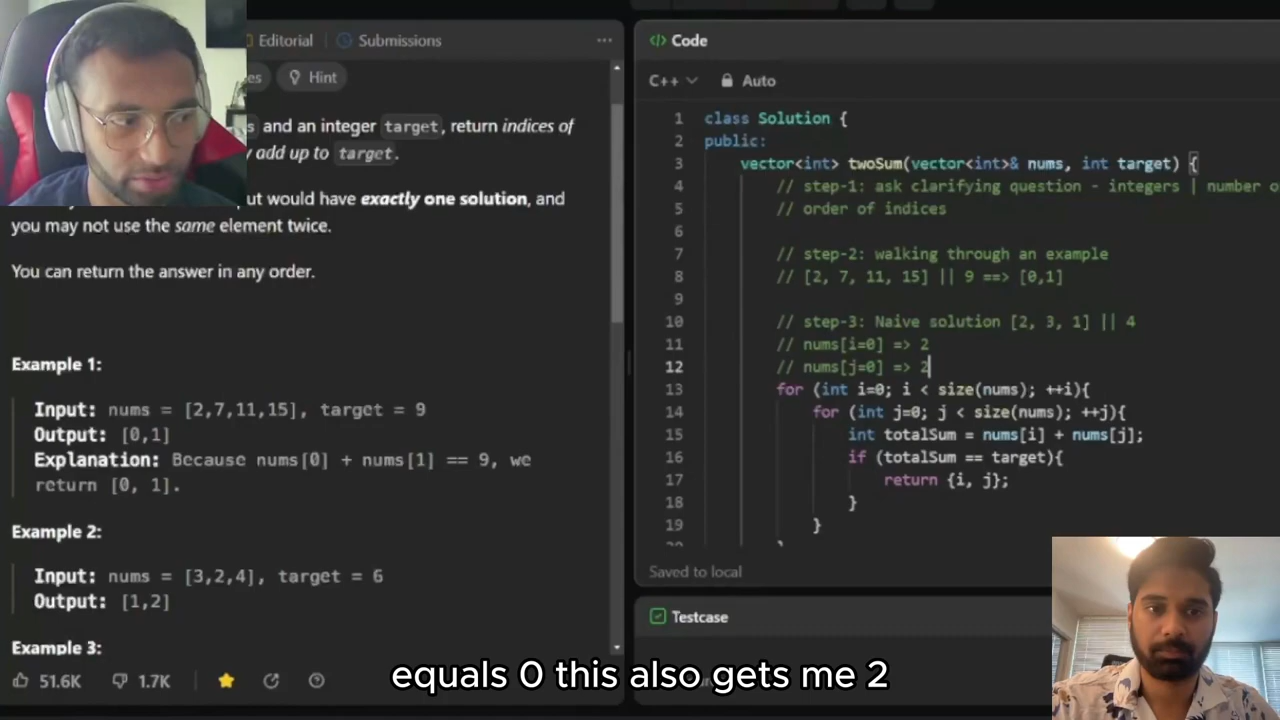 Editorial
Submissions
...
es
Hint
s and an integer target, return indices of
y add up to target.
ut would have exactly one solution, and
you may not use the same element twice.
You can return the answer in any order.
Example 1:
Input: nums = [2,7,11,15], target = 9
Output: [0,1]
Explanation: Because nums[0] + nums[1] == 9, we
return [0, 1].
Example 2:
Input: nums = [3,2,4], target = 6
Output: [1,2]
Example 3:
51.6K
1.7K
</> Code
C++
Auto
1 class Solution {
2 public:
3 vector<int> twoSum(vector<int>& nums, int target) {
4 // step-1: ask clarifying question - integers | number o
5 // order of indices
6
7 // step-2: walking through an example
8 // [2, 7, 11, 15] || 9 ==> [0,1]
9
10 // step-3: Naive solution [2, 3, 1] || 4
11 // nums[i=0] => 2
12 // nums[j=0] => 2
13 for (int i=0; i < size(nums); ++i){
14 for (int j=0; j < size(nums); ++j){
15 int totalSum = nums[i] + nums[j];
16 if (totalSum == target){
17 return {i, j};
18 }
19 }
Saved to local
Testcase
equals 0 this also gets me 2